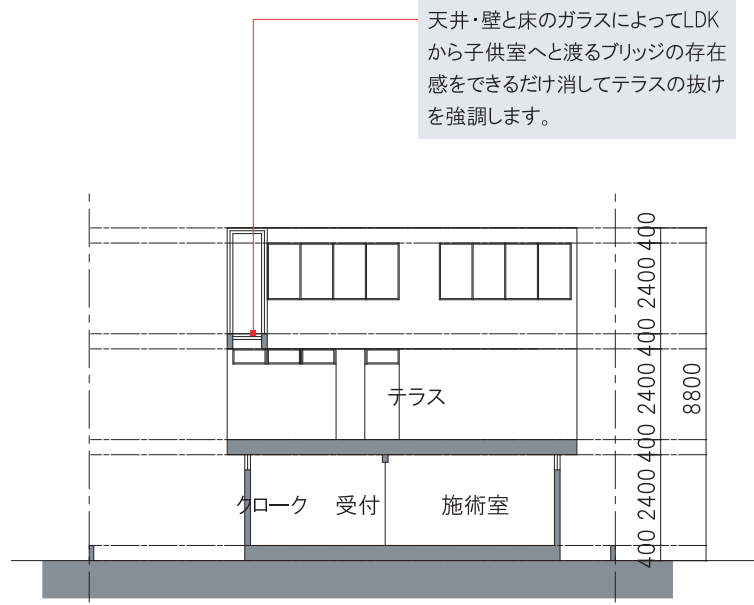 天井・壁と床のガラスによってLDK
から子供室へと渡るブリッジの存在
感をできるだけ消してテラスの抜け
を強調します。
400
2400
400
2400
400
2400
400
8800
テラス
クローク 受付 施術室